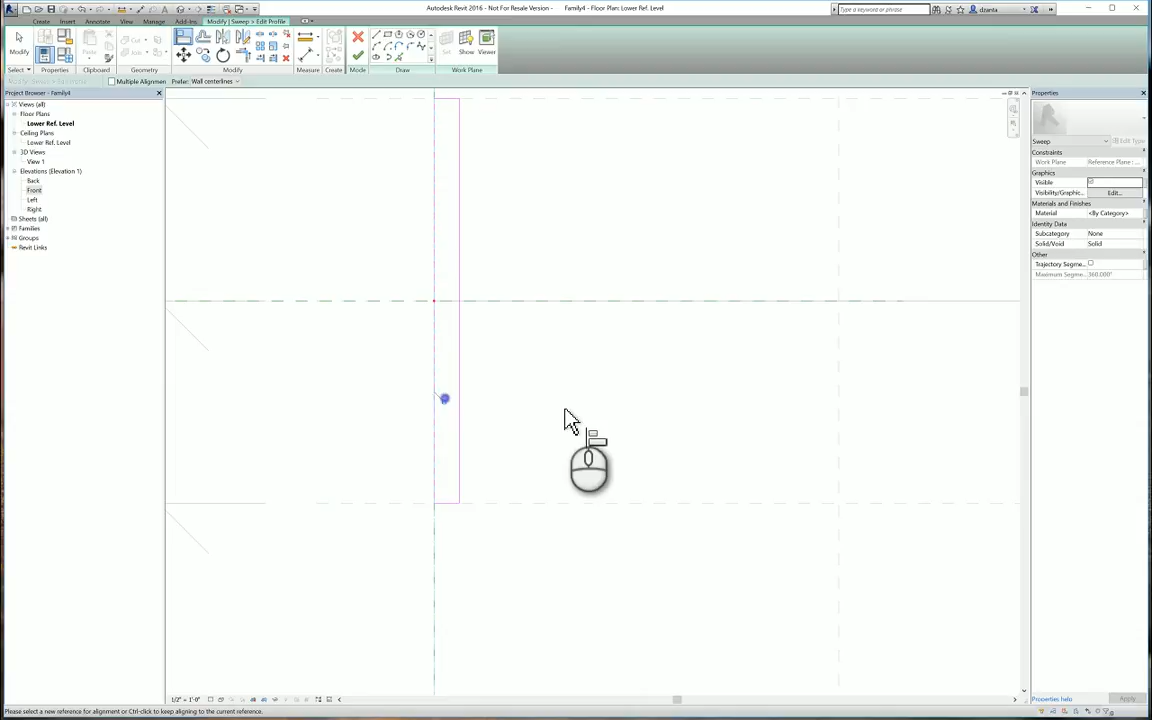 Autodesk Revit 2016 - Not For Resale Version - Family4 - Floor Plan: Lower Ref. Level
Type a keyword or phrase
dzanta
Create Insert Annotate View Manage Add-Ins Modify | Sweep > Edit Profile
Modify
Paste
Cut
Join
Set Show Viewer
Select Properties Clipboard Geometry Modify Measure Create Mode Draw Work Plane
Multiple Alignmen Prefer: Wall centerlines
Project Browser - Family4
Views (all)
Floor Plans
Lower Ref. Level
Ceiling Plans
Lower Ref. Level
3D Views
View 1
Elevations (Elevation 1)
Back
Front
Left
Right
Sheets (all)
Families
Groups
Revit Links
Properties
Sweep
Edit Type
Constraints
Work Plane Reference Plane : ...
Graphics
Visible
Visibility/Graphic... Edit...
Materials and Finishes
Material <By Category>
Identity Data
Subcategory None
Solid/Void Solid
Other
Trajectory Segme...
Maximum Segme... 360.000°
Properties help
Apply
1/2" = 1'-0"
Please select a new reference for alignment or Ctrl-click to keep aligning to the current reference.